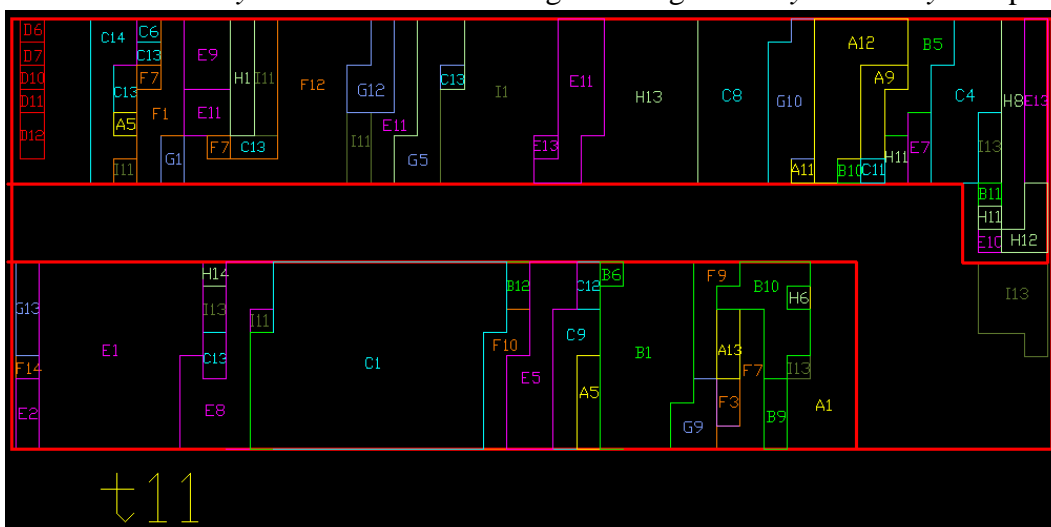 D6 C14 C6 E9 H1 I11 F12 G12 C13 I1 E11 H13 C8 G10 A12 A9 B5 C4 H8 E13
D7 C13
D10 C13 F7
D11 A5 F1 E11 I11 E11
D12 I11 G1 F7 C13 G5 E13 A11 B10 C11 H11 E7 I13
B11
H11
E10 H12
G13 H14 B12 C12 B6 F9 B10 H6 I13
E1 I13 I11 C1 F10 C9 B1 A13
F14 C13 E5 F7 I13
E2 E8 A5 G9 F3 B9 A1
t11